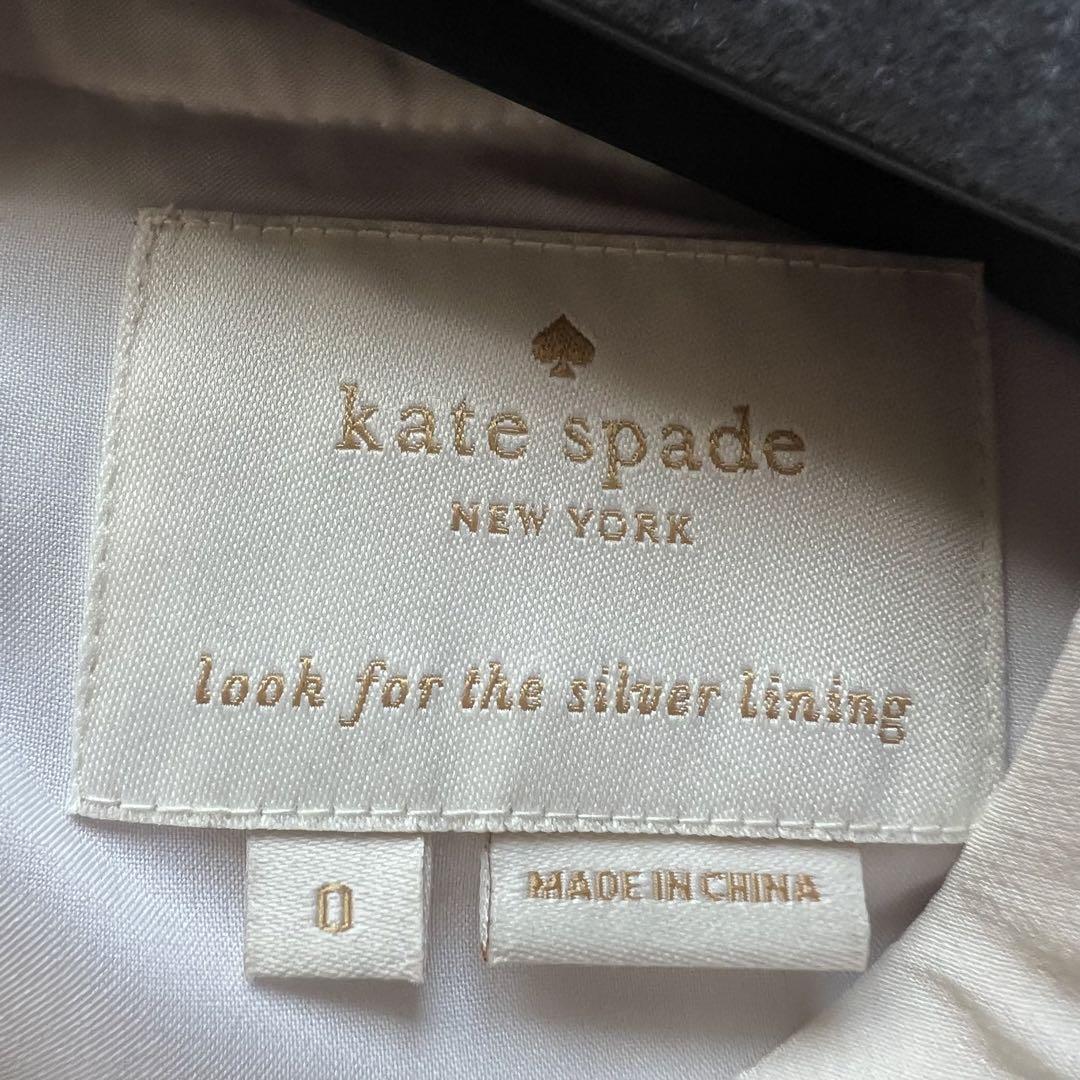 kate spade
NEW YORK
look for the silver lining
0
MADE IN CHINA